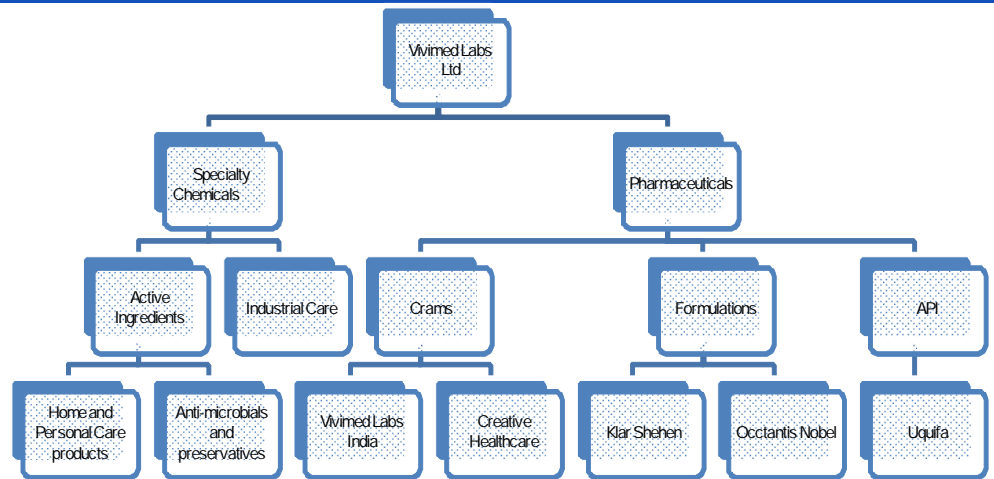 Vivimed Labs
Ltd
Specialty
Chemicals
Pharmaceuticals
Active
Ingredients
Industrial Care
Crams
Formulations
API
Home and
Personal Care
products
Anti-microbials
and
preservatives
Vivimed Labs
India
Creative
Healthcare
Klar Shehen
Occtantis Nobel
Uquifa